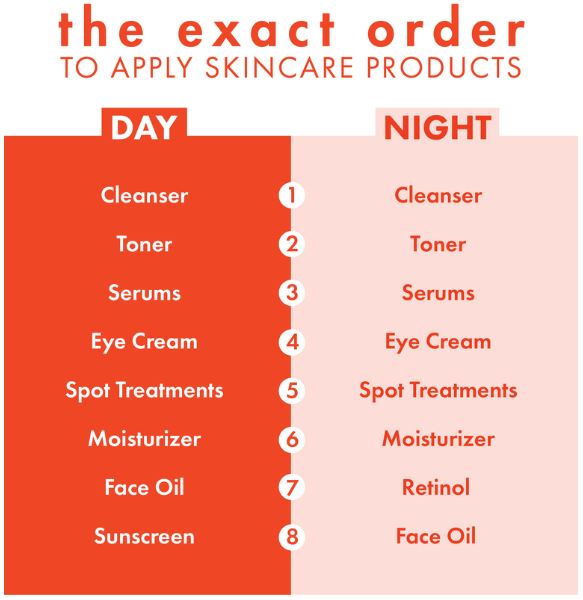 the exact order
TO APPLY SKINCARE PRODUCTS
DAY NIGHT
Cleanser 1 Cleanser
Toner 2 Toner
Serums 3 Serums
Eye Cream 4 Eye Cream
Spot Treatments 5 Spot Treatments
Moisturizer 6 Moisturizer
Face Oil 7 Retinol
Sunscreen 8 Face Oil